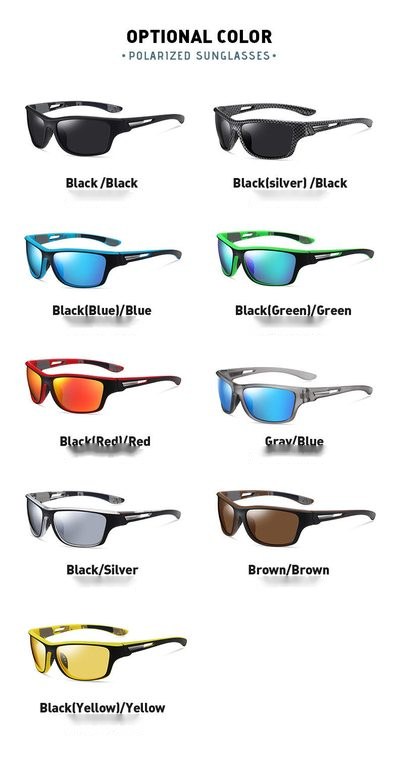 OPTIONAL COLOR
•POLARIZED SUNGLASSES•
Black/Black
Black(silver) /Black
Black(Blue)/Blue
Black(Green)/Green
Black(Red)/Red
Gray/Blue
Black/Silver
Brown/Brown
Black(Yellow)/Yellow